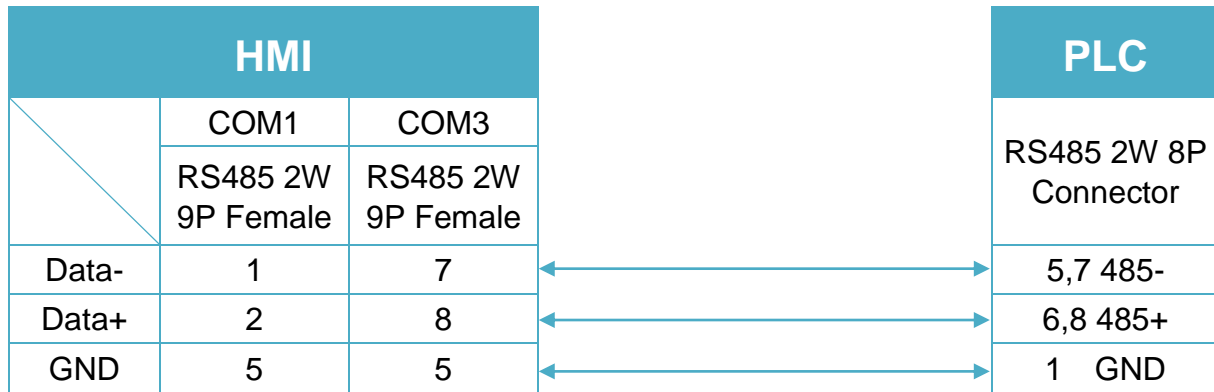 HMI
PLC
COM1 COM3
RS485 2W
9P Female
RS485 2W
9P Female
RS485 2W 8P
Connector
Data- 1 7 5,7 485-
Data+ 2 8 6,8 485+
GND 5 5 1 GND